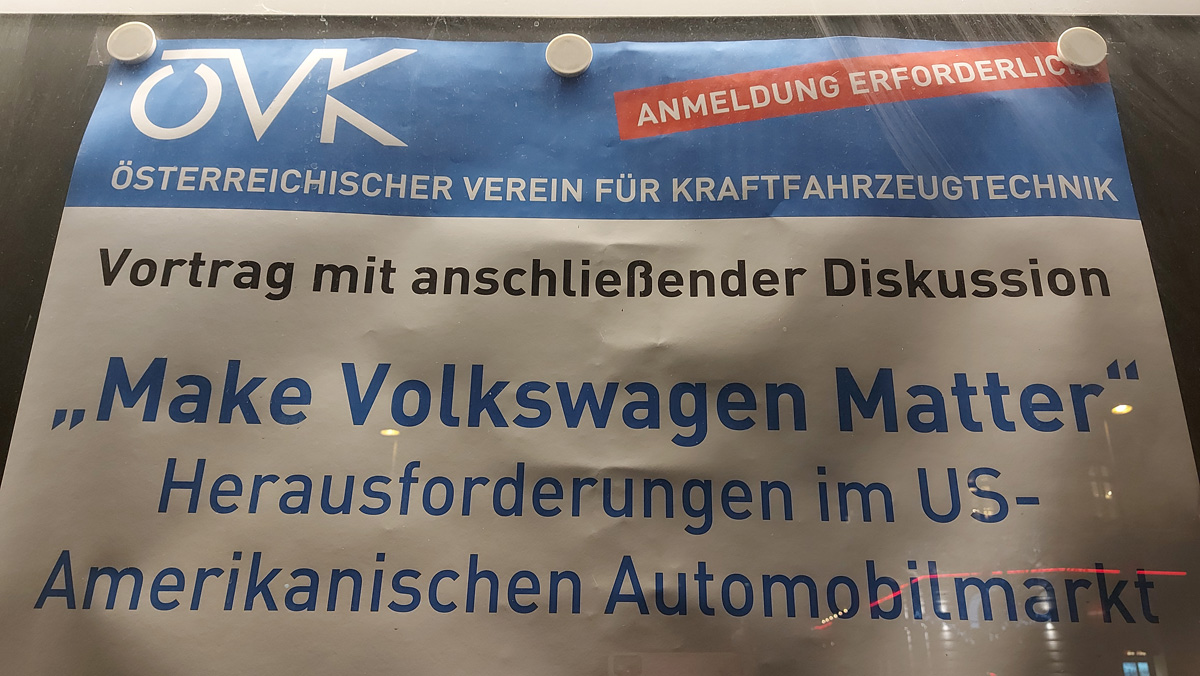 ÖVK
ANMELDUNG ERFORDERLICH
ÖSTERREICHISCHER VEREIN FÜR KRAFTFAHRZEUGTECHNIK
Vortrag mit anschließender Diskussion
„Make Volkswagen Matter“
Herausforderungen im US-
Amerikanischen Automobilmarkt